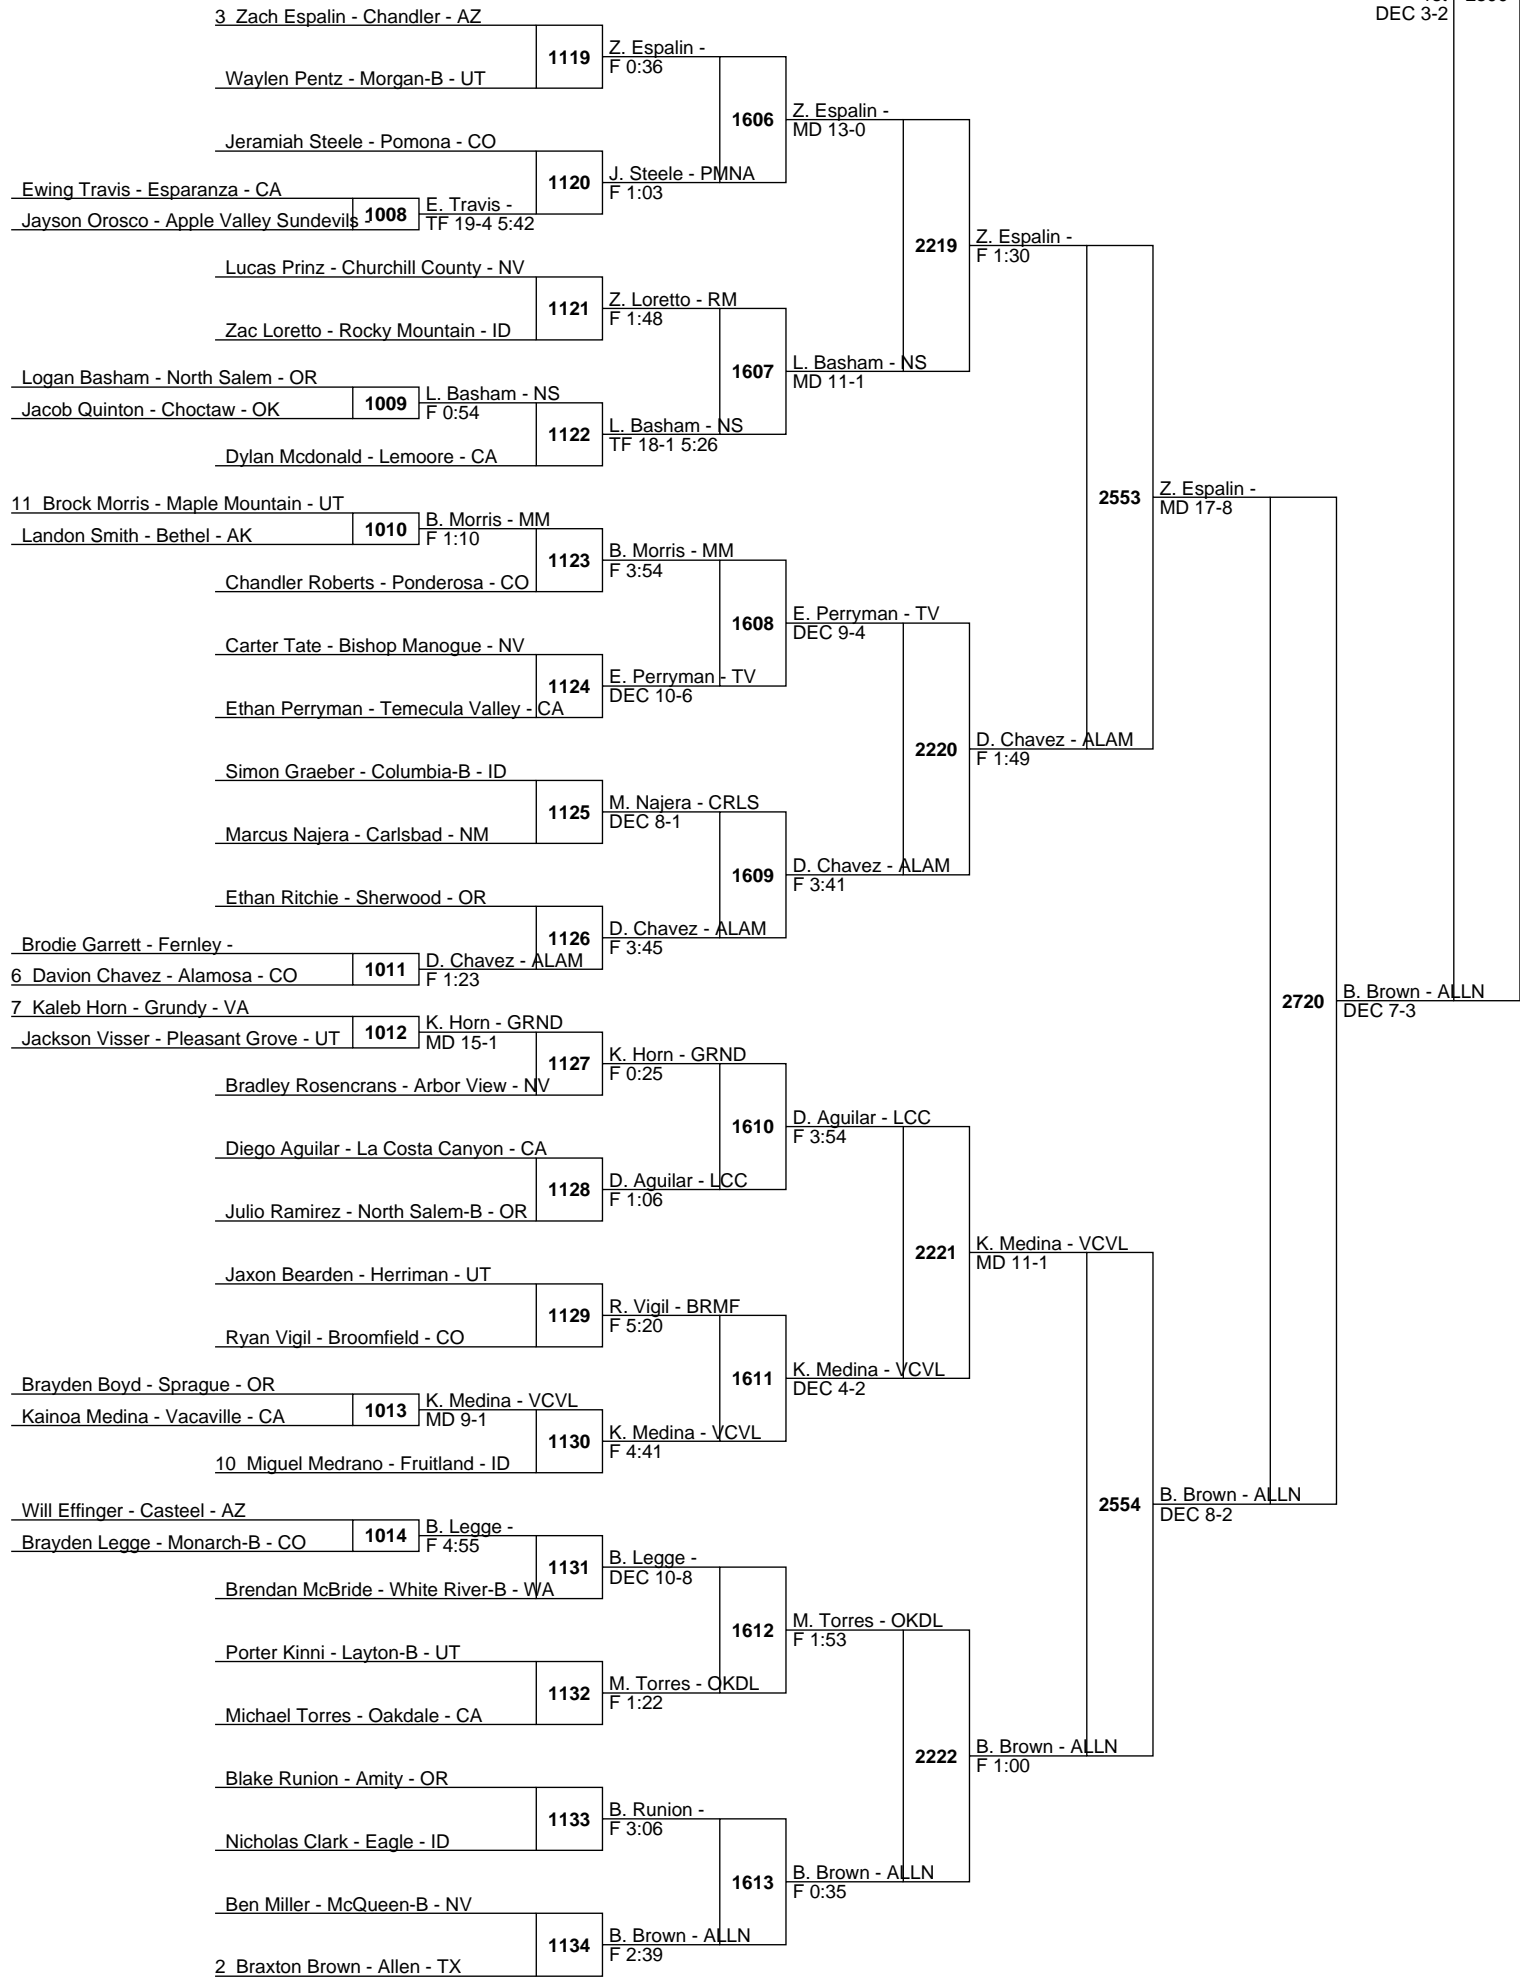 DEC 3-2
3 Zach Espalin - Chandler - AZ
1119
Z. Espalin -
F 0:36
Waylen Pentz - Morgan-B - UT
1606
Z. Espalin -
MD 13-0
Jeramiah Steele - Pomona - CO
1120
J. Steele - PMNA
F 1:03
Ewing Travis - Esparanza - CA
Jayson Orosco - Apple Valley Sundevils
1008
E. Travis -
TF 19-4 5:42
2219
Z. Espalin -
F 1:30
Lucas Prinz - Churchill County - NV
1121
Z. Loretto - RM
F 1:48
Zac Loretto - Rocky Mountain - ID
1607
L. Basham - NS
MD 11-1
Logan Basham - North Salem - OR
Jacob Quinton - Choctaw - OK
1009
L. Basham - NS
F 0:54
1122
L. Basham - NS
TF 18-1 5:26
Dylan Mcdonald - Lemoore - CA
2553
Z. Espalin -
MD 17-8
11 Brock Morris - Maple Mountain - UT
Landon Smith - Bethel - AK
1010
B. Morris - MM
F 1:10
1123
B. Morris - MM
F 3:54
Chandler Roberts - Ponderosa - CO
1608
E. Perryman - TV
DEC 9-4
Carter Tate - Bishop Manogue - NV
1124
E. Perryman - TV
DEC 10-6
Ethan Perryman - Temecula Valley - CA
2220
D. Chavez - ALAM
F 1:49
Simon Graeber - Columbia-B - ID
1125
M. Najera - CRLS
DEC 8-1
Marcus Najera - Carlsbad - NM
1609
D. Chavez - ALAM
F 3:41
Ethan Ritchie - Sherwood - OR
1126
D. Chavez - ALAM
F 3:45
Brodie Garrett - Fernley -
6 Davion Chavez - Alamosa - CO
1011
D. Chavez - ALAM
F 1:23
2720
B. Brown - ALLN
DEC 7-3
7 Kaleb Horn - Grundy - VA
Jackson Visser - Pleasant Grove - UT
1012
K. Horn - GRND
MD 15-1
1127
K. Horn - GRND
F 0:25
Bradley Rosencrans - Arbor View - NV
1610
D. Aguilar - LCC
F 3:54
Diego Aguilar - La Costa Canyon - CA
1128
D. Aguilar - LCC
F 1:06
Julio Ramirez - North Salem-B - OR
2221
K. Medina - VCVL
MD 11-1
Jaxon Bearden - Herriman - UT
1129
R. Vigil - BRMF
F 5:20
Ryan Vigil - Broomfield - CO
1611
K. Medina - VCVL
DEC 4-2
Brayden Boyd - Sprague - OR
Kainoa Medina - Vacaville - CA
1013
K. Medina - VCVL
MD 9-1
1130
K. Medina - VCVL
F 4:41
10 Miguel Medrano - Fruitland - ID
2554
B. Brown - ALLN
DEC 8-2
Will Effinger - Casteel - AZ
Brayden Legge - Monarch-B - CO
1014
B. Legge -
F 4:55
1131
B. Legge -
DEC 10-8
Brendan McBride - White River-B - WA
1612
M. Torres - OKDL
F 1:53
Porter Kinni - Layton-B - UT
1132
M. Torres - OKDL
F 1:22
Michael Torres - Oakdale - CA
2222
B. Brown - ALLN
F 1:00
Blake Runion - Amity - OR
1133
B. Runion -
F 3:06
Nicholas Clark - Eagle - ID
1613
B. Brown - ALLN
F 0:35
Ben Miller - McQueen-B - NV
1134
B. Brown - ALLN
F 2:39
2 Braxton Brown - Allen - TX